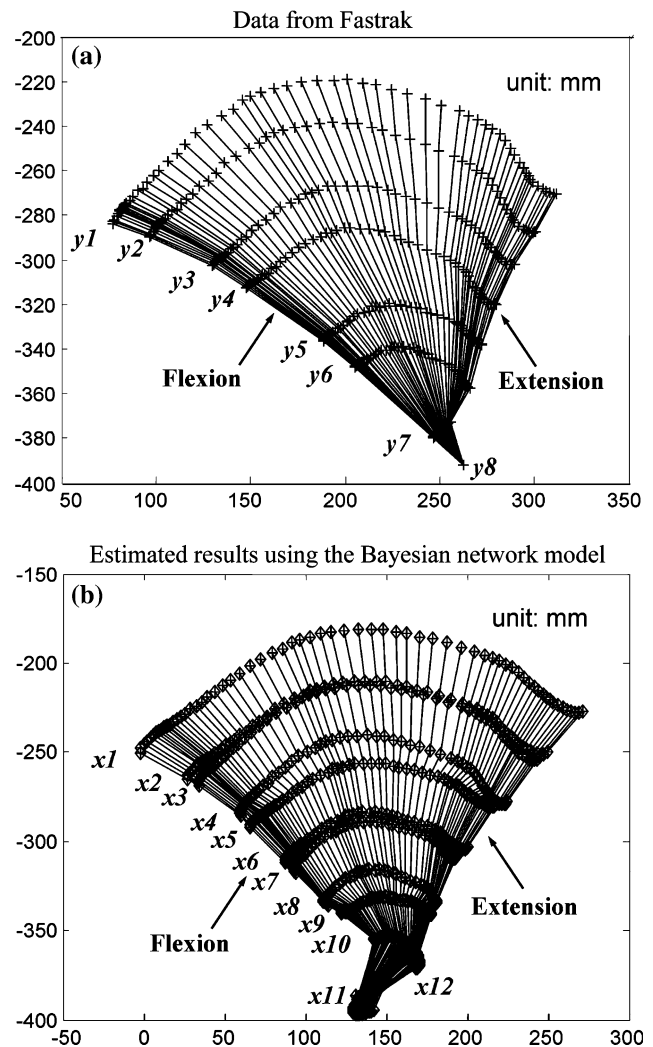 Data from Fastrak
-200
(a)
unit: mm
-220
-240
-260
-280
y1
y2
-300
y3
y4
-320
y5
Flexion
y6
Extension
-340
-360
-380
y7
y8
-400
50 100 150 200 250 300 350
Estimated results using the Bayesian network model
-150
(b)
unit: mm
-200
-250
x1
x2
x3
x4
-300
x5
x6
x7
x8
Extension
-350
Flexion
x9
x10
x11
x12
-400
-50 0 50 100 150 200 250 300